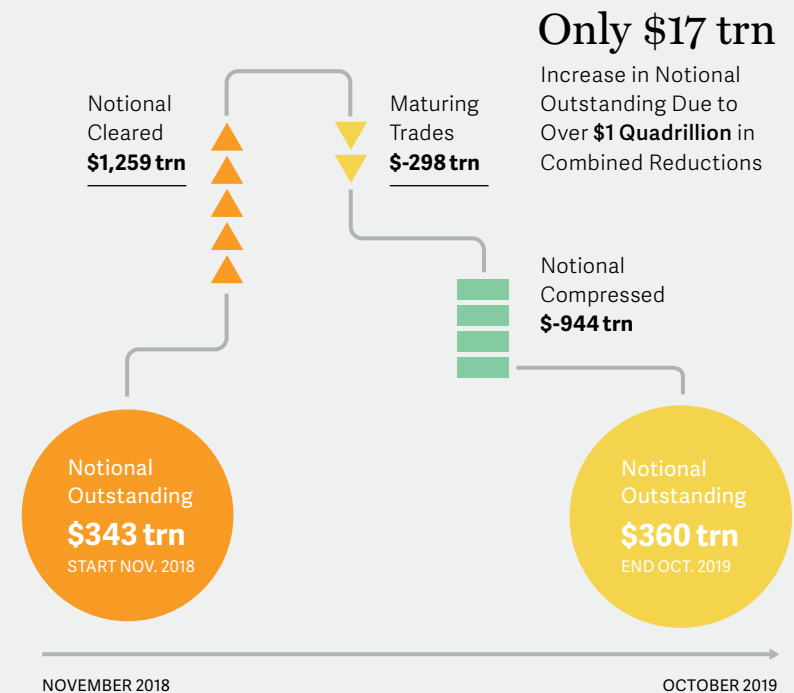 Only $17 trn
Increase in Notional
Outstanding Due to
Over $1 Quadrillion in
Combined Reductions
Notional
Cleared
$1,259 trn
Maturing
Trades
$-298 trn
Notional
Compressed
$-944 trn
Notional
Outstanding
$343 trn
START NOV. 2018
Notional
Outstanding
$360 trn
END OCT. 2019
NOVEMBER 2018
OCTOBER 2019